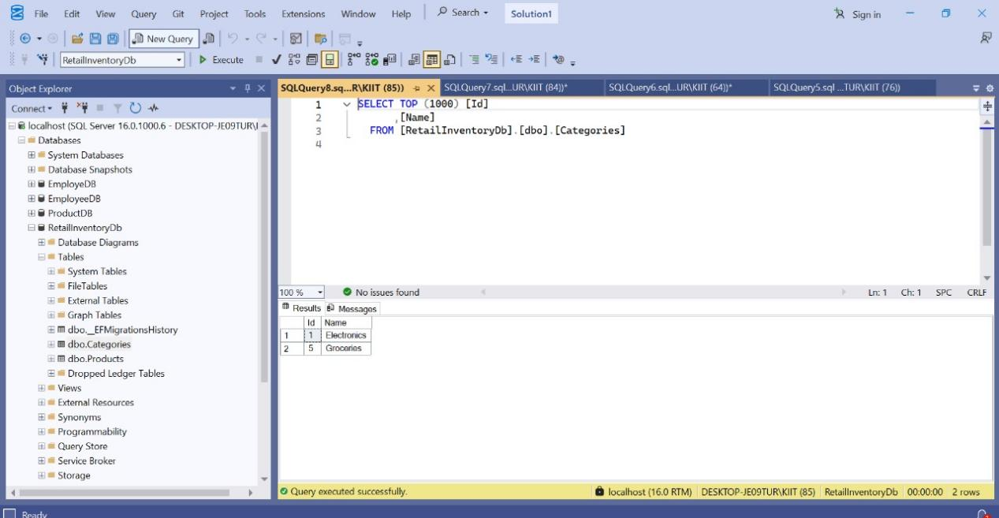 File Edit View Query Git Project Tools Extensions Window Help Search Solution1 Sign in
New Query
RetailInventoryDb Execute
Object Explorer
Connect
localhost (SQL Server 16.0.1000.6 - DESKTOP-JE09TUR\
Databases
System Databases
Database Snapshots
EmployeDB
EmployeeDB
ProductDB
RetailInventoryDb
Database Diagrams
Tables
System Tables
FileTables
External Tables
Graph Tables
dbo.__EFMigrationsHistory
dbo.Categories
dbo.Products
Dropped Ledger Tables
Views
External Resources
Synonyms
Programmability
Query Store
Service Broker
Storage
SQLQuery8.sq...R\KIIT (85)) SQLQuery7.sql...UR\KIIT (84))* SQLQuery6.sql...UR\KIIT (64))* SQLQuery5.sql ...TUR\KIIT (76))
1 SELECT TOP (1000) [Id]
2 ,[Name]
3 FROM [RetailInventoryDb].[dbo].[Categories]
4
100 % No issues found Ln: 1 Ch: 1 SPC CRLF
Results Messages
Id Name
1 1 Electronics
2 5 Groceries
Query executed successfully. localhost (16.0 RTM) DESKTOP-JE09TUR\KIIT (85) RetailInventoryDb 00:00:00 2 rows
Ready